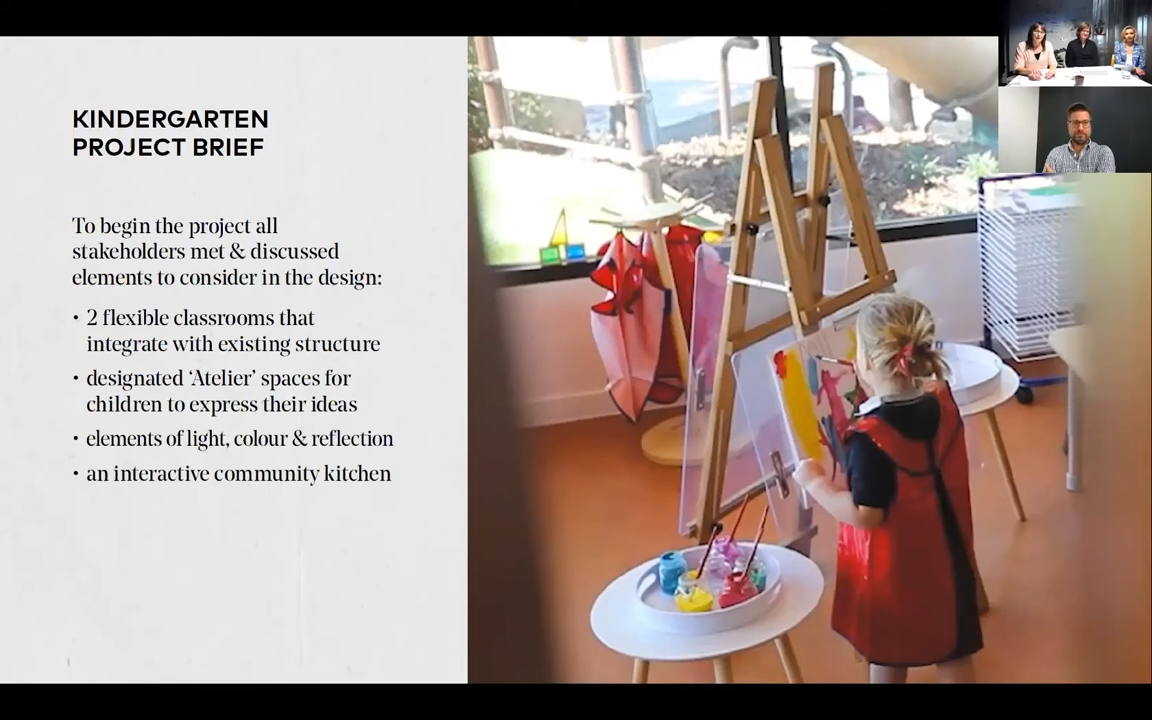 KINDERGARTEN
PROJECT BRIEF
To begin the project all
stakeholders met & discussed
elements to consider in the design:
• 2 flexible classrooms that
integrate with existing structure
• designated ‘Atelier’ spaces for
children to express their ideas
• elements of light, colour & reflection
• an interactive community kitchen